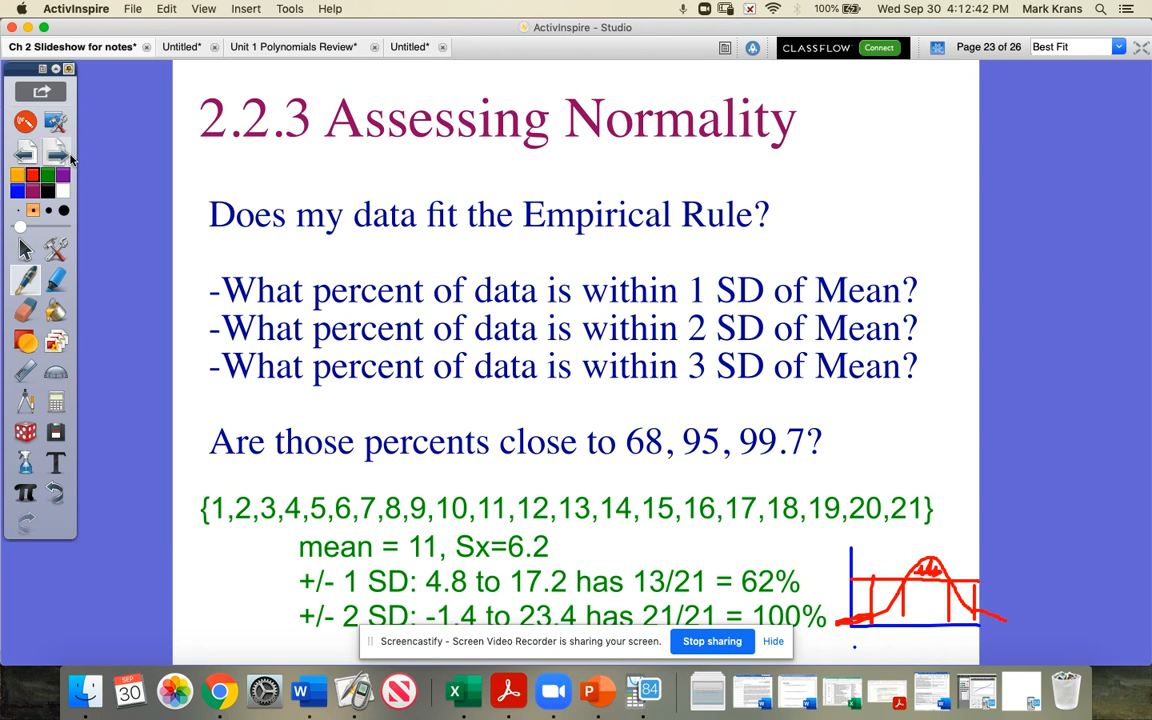 ActivInspire File Edit View Insert Tools Help 100% Wed Sep 30 4:12:42 PM Mark Krans
ActivInspire - Studio
Ch 2 Slideshow for notes* Untitled* Unit 1 Polynomials Review* Untitled* CLASSFLOW Connect Page 23 of 26 Best Fit
2.2.3 Assessing Normality
Does my data fit the Empirical Rule?
-What percent of data is within 1 SD of Mean?
-What percent of data is within 2 SD of Mean?
-What percent of data is within 3 SD of Mean?
Are those percents close to 68, 95, 99.7?
{1,2,3,4,5,6,7,8,9,10,11,12,13,14,15,16,17,18,19,20,21}
mean = 11, Sx=6.2
+/- 1 SD: 4.8 to 17.2 has 13/21 = 62%
+/- 2 SD: -1.4 to 23.4 has 21/21 = 100%
Screencastify - Screen Video Recorder is sharing your screen. Stop sharing Hide
SEP
30
84